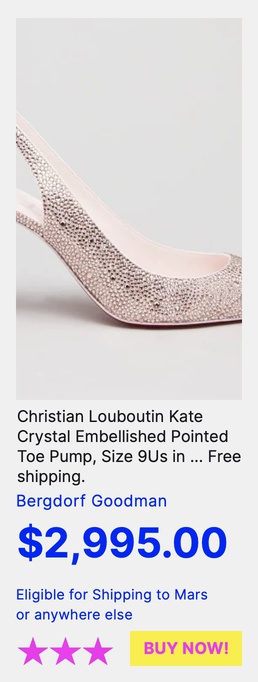 Christian Louboutin Kate
Crystal Embellished Pointed
Toe Pump, Size 9Us in ... Free
shipping.
Bergdorf Goodman
$2,995.00
Eligible for Shipping to Mars
or anywhere else
BUY NOW!